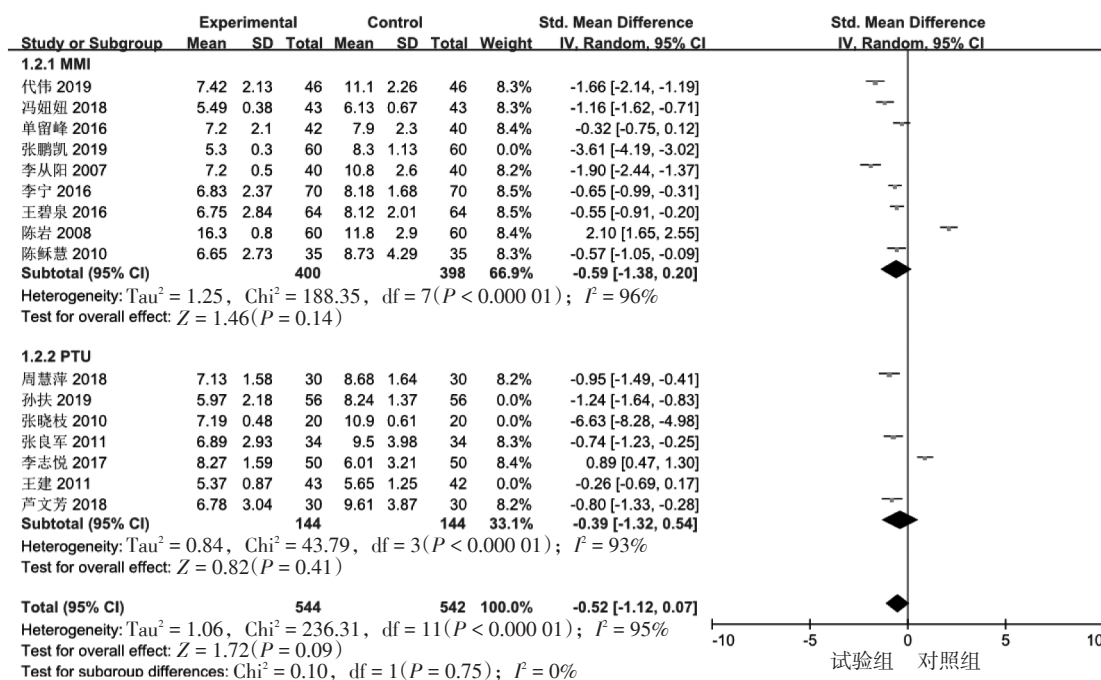 Experimental Control Std. Mean Difference Std. Mean Difference
Study or Subgroup Mean SD Total Mean SD Total Weight IV, Random, 95% CI IV, Random, 95% CI
1.2.1 MMI
代伟 2019 7.42 2.13 46 11.1 2.26 46 8.3% -1.66 [-2.14, -1.19]
冯妞妞 2018 5.49 0.38 43 6.13 0.67 43 8.3% -1.16 [-1.62, -0.71]
单留峰 2016 7.2 2.1 42 7.9 2.3 40 8.4% -0.32 [-0.75, 0.12]
张鹏凯 2019 5.3 0.3 60 8.3 1.13 60 0.0% -3.61 [-4.19, -3.02]
李从阳 2007 7.2 0.5 40 10.8 2.6 40 8.2% -1.90 [-2.44, -1.37]
李宁 2016 6.83 2.37 70 8.18 1.68 70 8.5% -0.65 [-0.99, -0.31]
王碧泉 2016 6.75 2.84 64 8.12 2.01 64 8.5% -0.55 [-0.91, -0.20]
陈岩 2008 16.3 0.8 60 11.8 2.9 60 8.3% 2.10 [1.65, 2.55]
陈稣慧 2010 6.65 2.73 35 8.73 4.29 35 8.3% -0.57 [-1.05, -0.09]
Subtotal (95% CI) 400 398 66.9% -0.59 [-1.38, 0.20]
Heterogeneity: Tau² = 1.25, Chi² = 188.35, df = 7(P < 0.000 01); I² = 96%
Test for overall effect: Z = 1.46(P = 0.14)
1.2.2 PTU
周慧萍 2018 7.13 1.58 30 8.68 1.64 30 8.2% -0.95 [-1.49, -0.41]
孙扶 2019 5.97 2.18 56 8.24 1.37 56 0.0% -1.24 [-1.64, -0.83]
张晓枝 2010 7.19 0.48 20 10.9 0.61 20 0.0% -6.63 [-8.28, -4.98]
张良军 2011 6.89 2.93 34 9.5 3.98 34 8.3% -0.74 [-1.23, -0.25]
李志悦 2017 8.27 1.59 50 6.01 3.21 50 8.4% 0.89 [0.47, 1.30]
王建 2011 5.37 0.87 43 5.65 1.25 42 0.0% -0.26 [-0.69, 0.17]
芦文芳 2018 6.78 3.04 30 9.61 3.87 30 8.2% -0.80 [-1.33, -0.28]
Subtotal (95% CI) 144 144 33.1% -0.39 [-1.32, 0.54]
Heterogeneity: Tau² = 0.84, Chi² = 43.79, df = 3(P < 0.000 01); I² = 93%
Test for overall effect: Z = 0.82(P = 0.41)
Total (95% CI) 544 542 100.0% -0.52 [-1.12, 0.07]
Heterogeneity: Tau² = 1.06, Chi² = 236.31, df = 11(P < 0.000 01); I² = 95%
Test for overall effect: Z = 1.72(P = 0.09)
Test for subgroup differences: Chi² = 0.10, df = 1(P = 0.75); I² = 0%
-10 -5 0 5 10
试验组 对照组